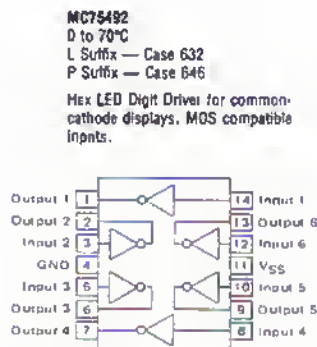 MC75492
0 to 70°C
L Suffix — Case 632
P Suffix — Case 646
Hex LED Digit Driver for common-
cathode displays. MOS compatible
inputs.
Output 1 1 14 Input 1
Output 2 2 13 Output 6
Input 2 3 12 Input 6
GND 4 11 VSS
Input 3 5 10 Input 5
Output 3 6 9 Output 5
Output 4 7 8 Input 4